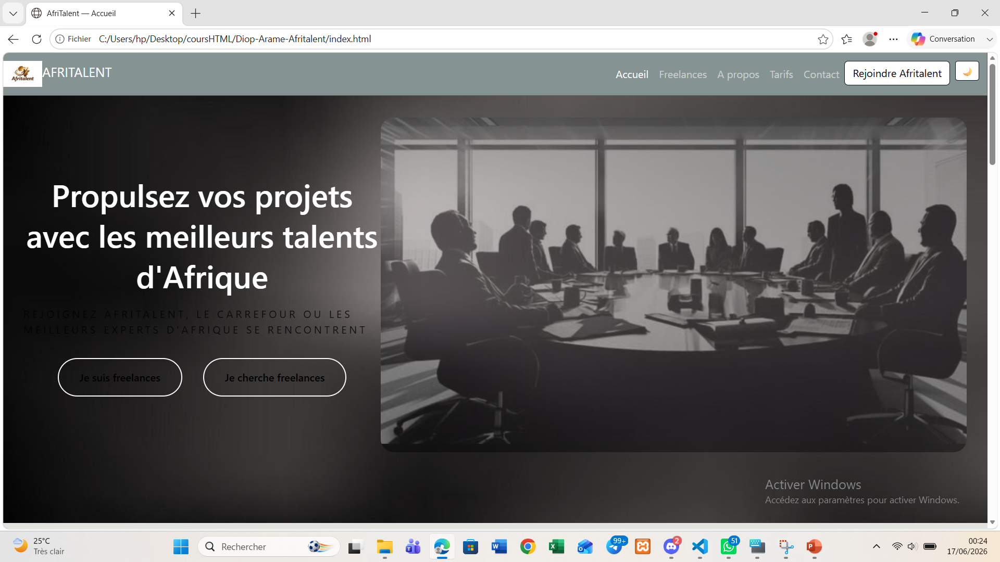 AfriTalent — Accueil
Fichier C:/Users/hp/Desktop/coursHTML/Diop-Arame-Afritalent/index.html
Conversation
Afritalent
AFRITALENT
Accueil Freelances A propos Tarifs Contact Rejoindre Afritalent
Propulsez vos projets
avec les meilleurs talents
d'Afrique
REJOIGNEZ AFRITALENT, LE CARREFOUR OU LES
MEILLEURS EXPERTS D'AFRIQUE SE RENCONTRENT
Je suis freelances Je cherche freelances
Activer Windows
Accédez aux paramètres pour activer Windows.
25°C
Très clair
Rechercher
99+
2
51
00:24
17/06/2026